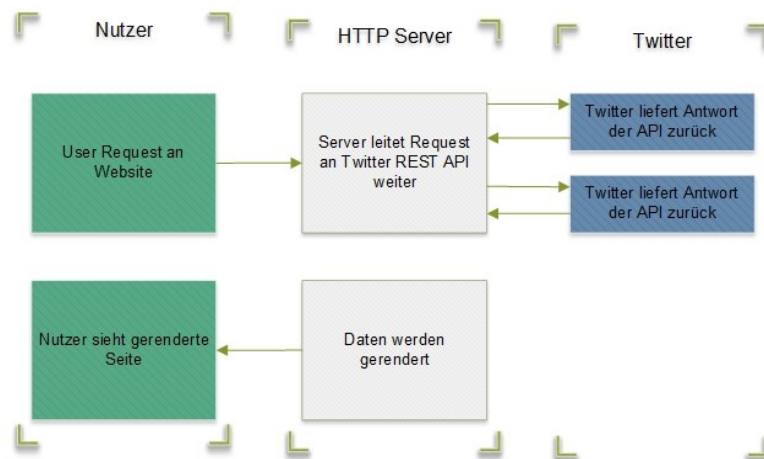 Nutzer
HTTP Server
Twitter
User Request an
Website
Server leitet Request
an Twitter REST API
weiter
Twitter liefert Antwort
der API zurück
Twitter liefert Antwort
der API zurück
Nutzer sieht gerenderte
Seite
Daten werden
gerendert